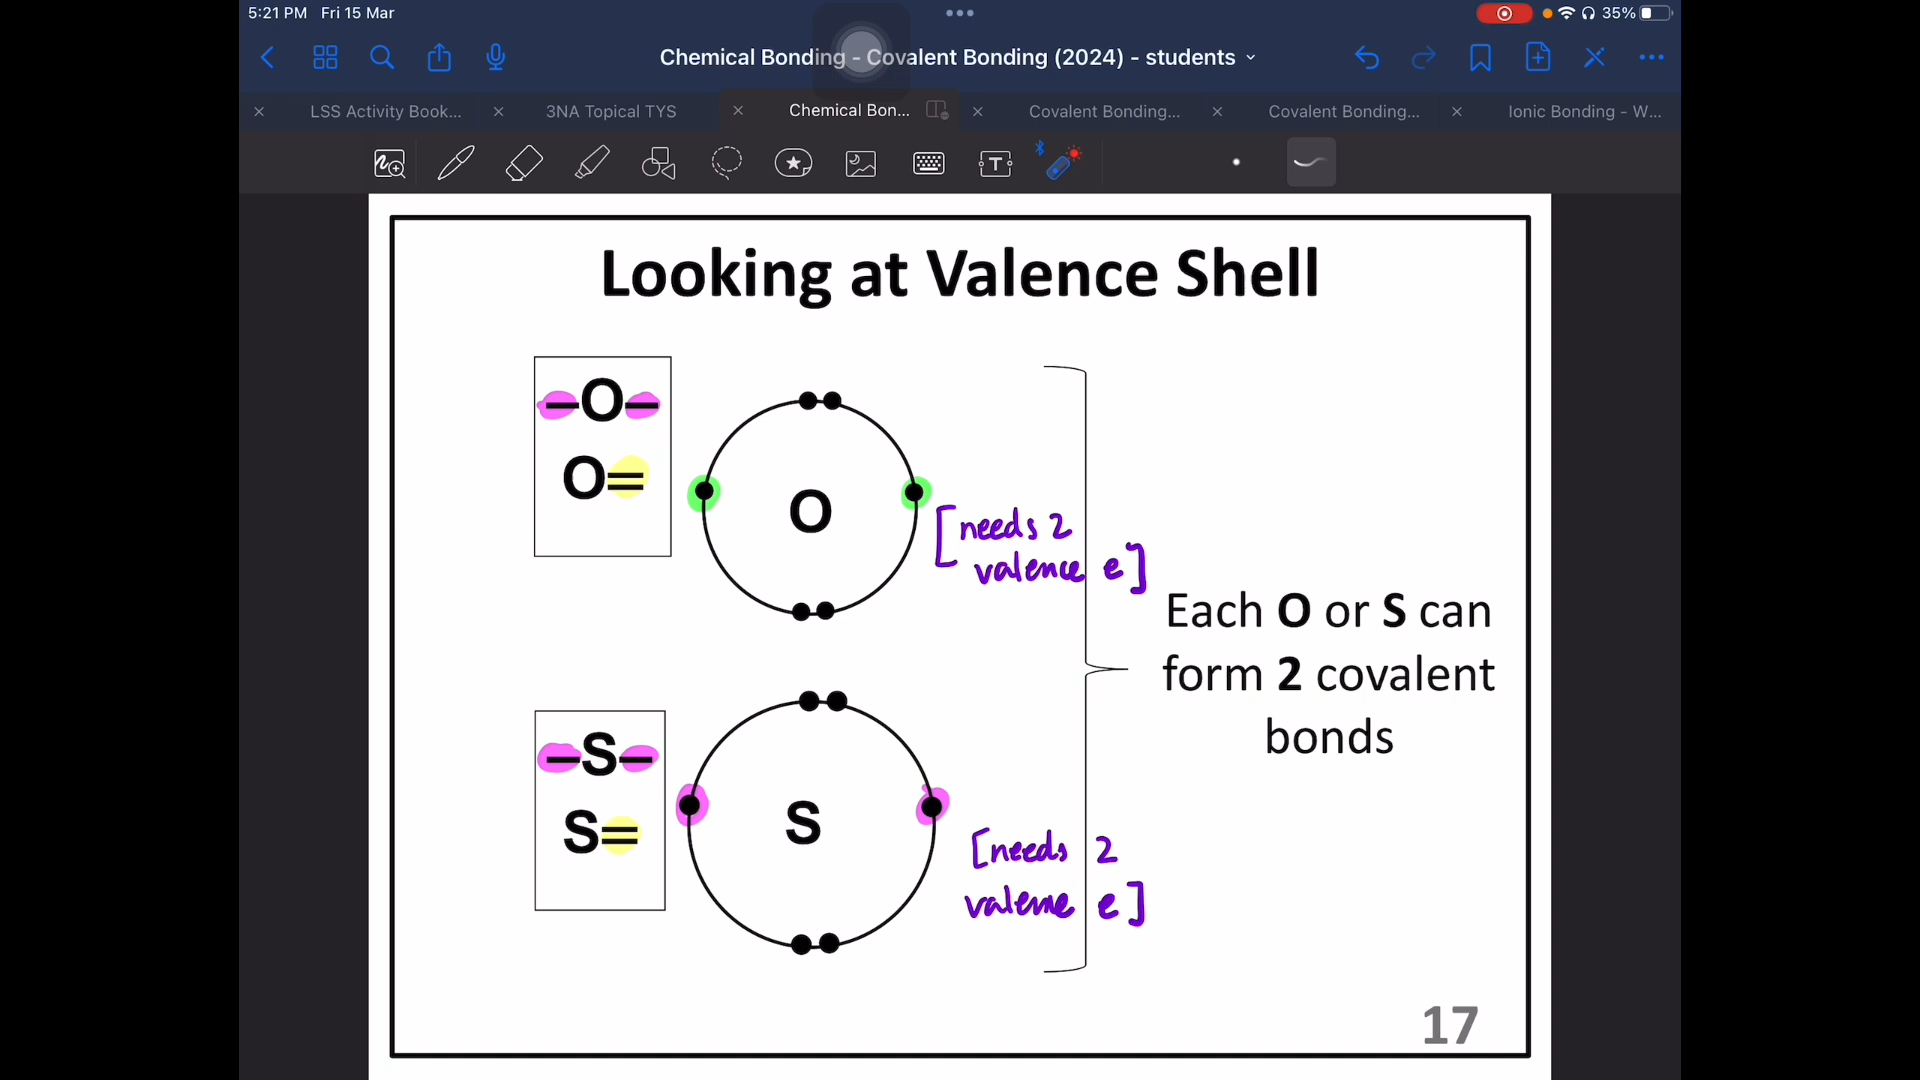 5:21 PM Fri 15 Mar
35%
Chemical Bonding - Covalent Bonding (2024) - students
LSS Activity Book...
3NA Topical TYS
Chemical Bon...
Covalent Bonding...
Covalent Bonding...
Ionic Bonding - W...
T
Looking at Valence Shell
–O–
O=
O
[needs 2
valence e]
Each O or S can
form 2 covalent
bonds
–S–
S=
S
[needs 2
valence e]
17